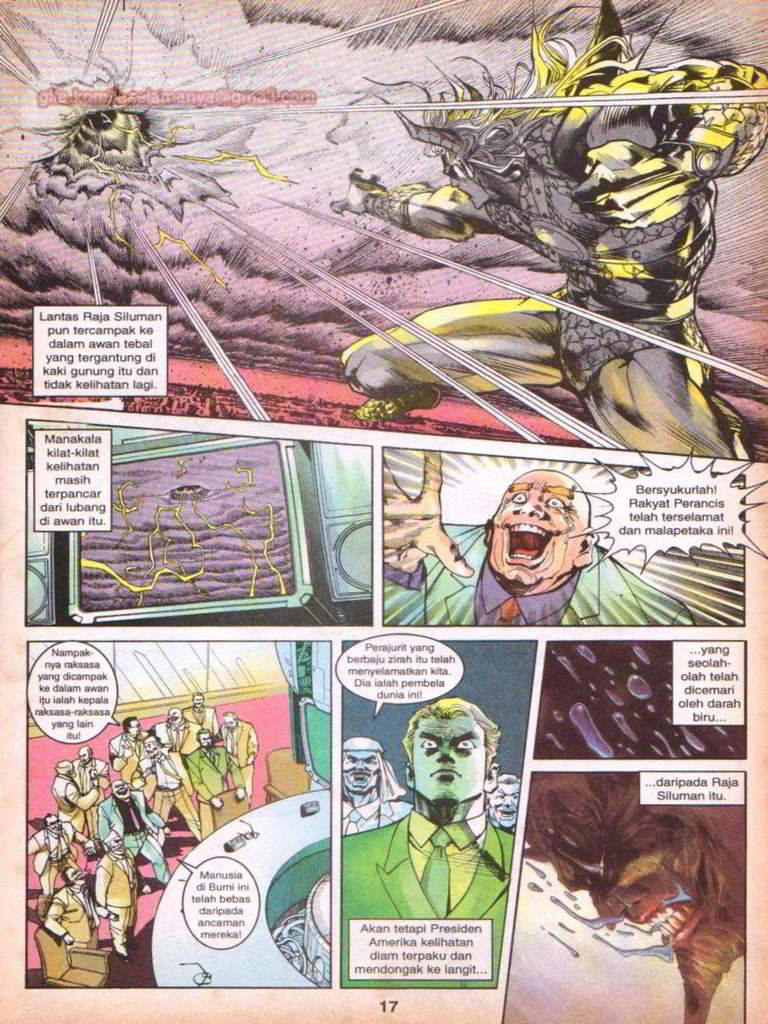 Lantas Raja Siluman
pun tercampak ke
dalam awan tebal
yang tergantung di
kaki gunung itu dan
tidak kelihatan lagi.
Manakala
kilat-kilat
kelihatan
masih
terpancar
dari lubang
di awan itu.
Bersyukurlah!
Rakyat Perancis
telah terselamat
dan malapetaka ini!
Nampak-
nya raksasa
yang dicampak
ke dalam awan
itu ialah kepala
raksasa-raksasa
yang lain
itu!
Manusia
di Bumi ini
telah bebas
daripada
ancaman
mereka!
Perajurit yang
berbaju zirah itu telah
menyelamatkan kita.
Dia ialah pembela
dunia ini!
Akan tetapi Presiden
Amerika kelihatan
diam terpaku dan
mendongak ke langit...
...yang
seolah-
olah telah
dicemari
oleh darah
biru...
...daripada Raja
Siluman itu.
17